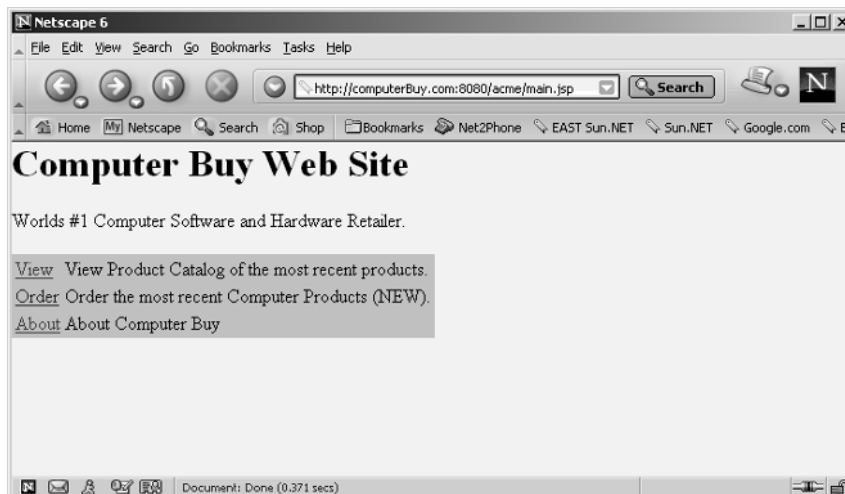 N Netscape 6
File Edit View Search Go Bookmarks Tasks Help
http://computerBuy.com:8080/acme/main.jsp Search N
Home My Netscape Search Shop Bookmarks Net2Phone EAST Sun.NET Sun.NET Google.com
Computer Buy Web Site
Worlds #1 Computer Software and Hardware Retailer.
View View Product Catalog of the most recent products.
Order Order the most recent Computer Products (NEW).
About About Computer Buy
N Document: Done (0.371 secs)